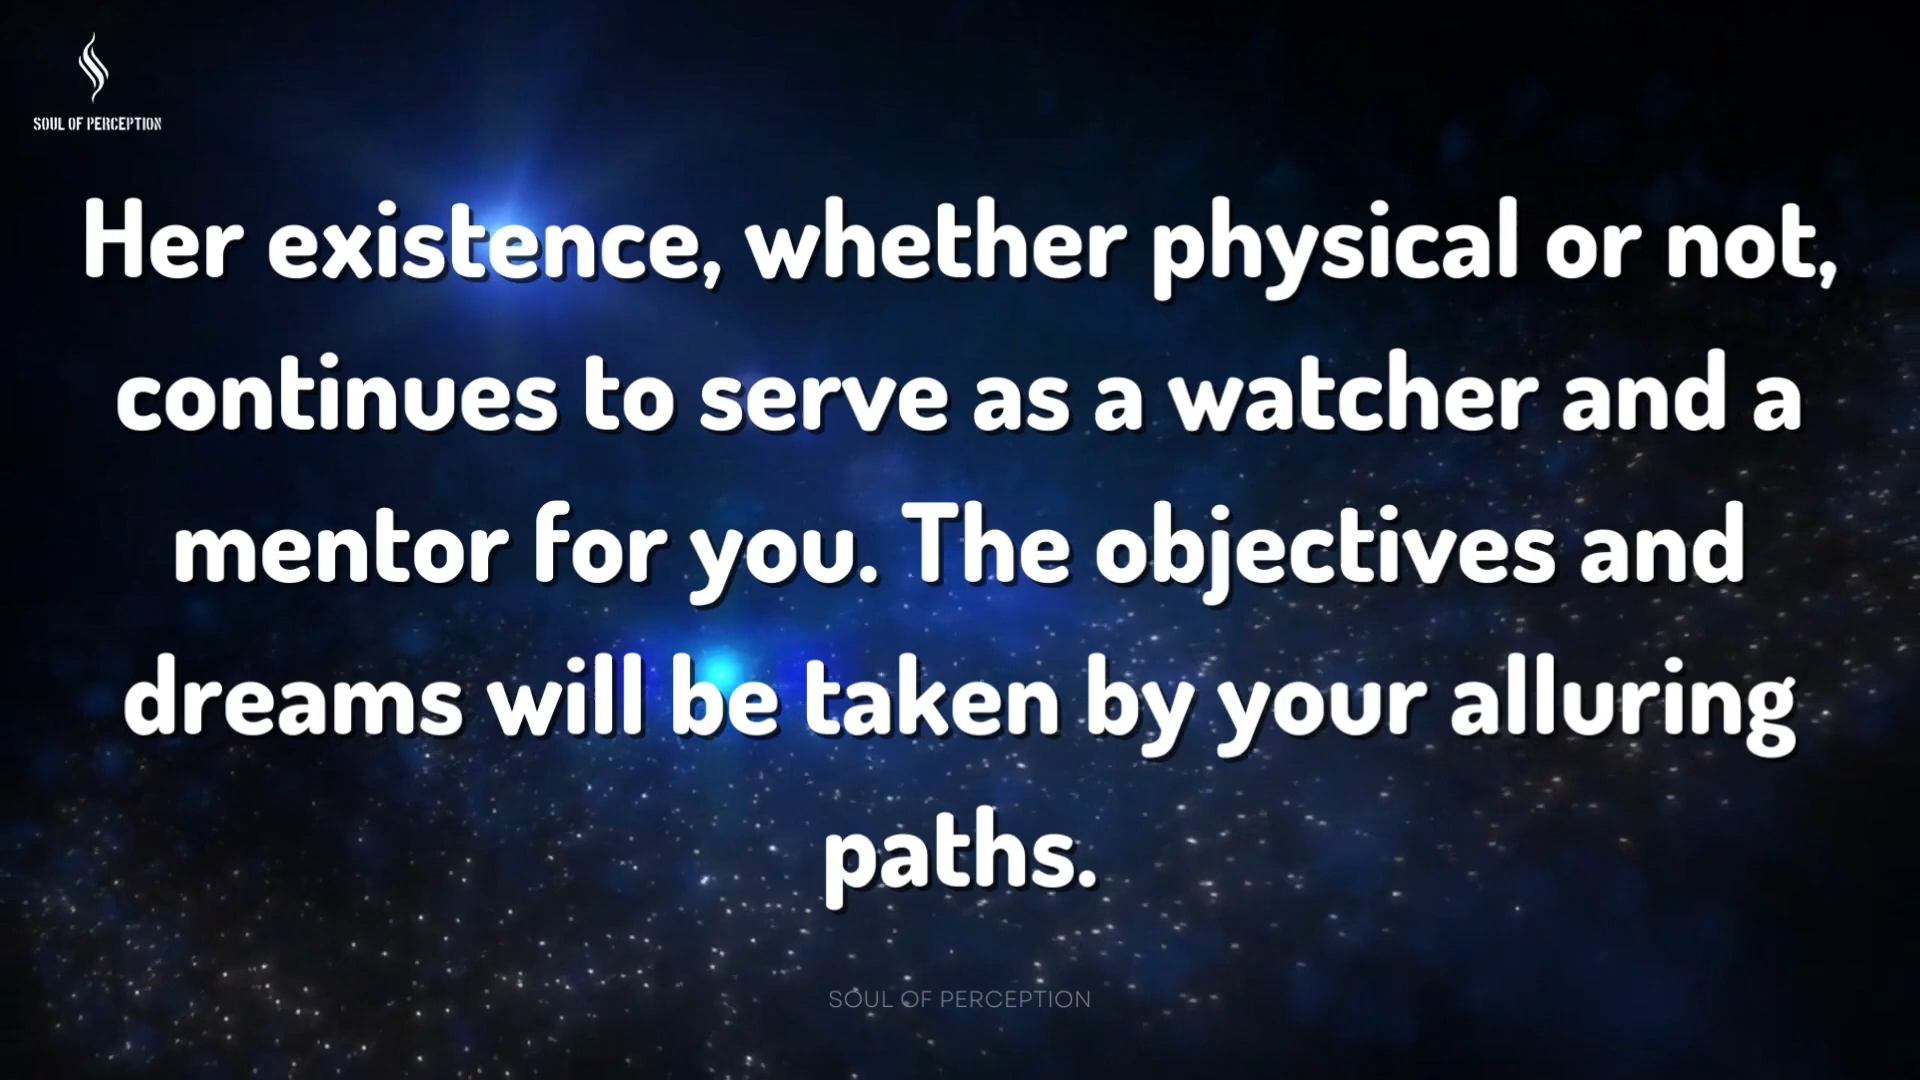 SOUL OF PERCEPTION
Her existence, whether physical or not,
continues to serve as a watcher and a
mentor for you. The objectives and
dreams will be taken by your alluring
paths.
SOUL OF PERCEPTION